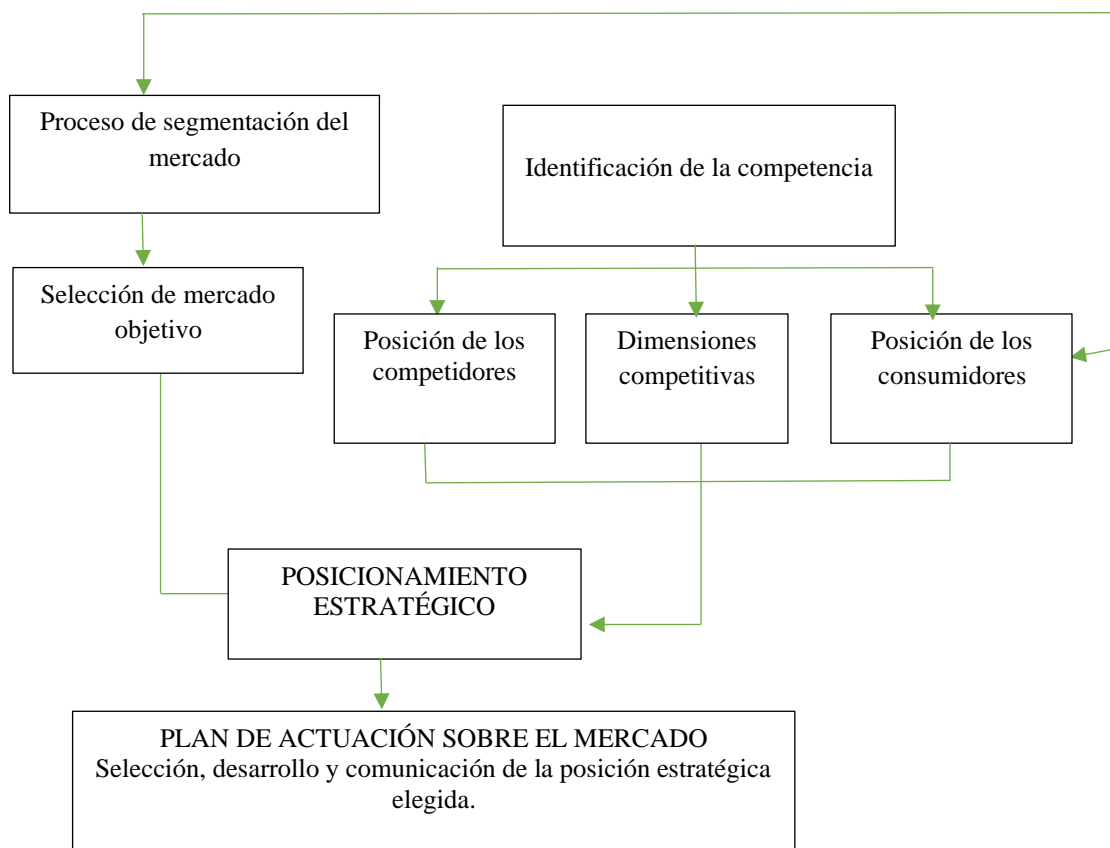 Proceso de segmentación del
mercado
Identificación de la competencia
Selección de mercado
objetivo
Posición de los
competidores
Dimensiones
competitivas
Posición de los
consumidores
POSICIONAMIENTO
ESTRATÉGICO
PLAN DE ACTUACIÓN SOBRE EL MERCADO
Selección, desarrollo y comunicación de la posición estratégica
elegida.